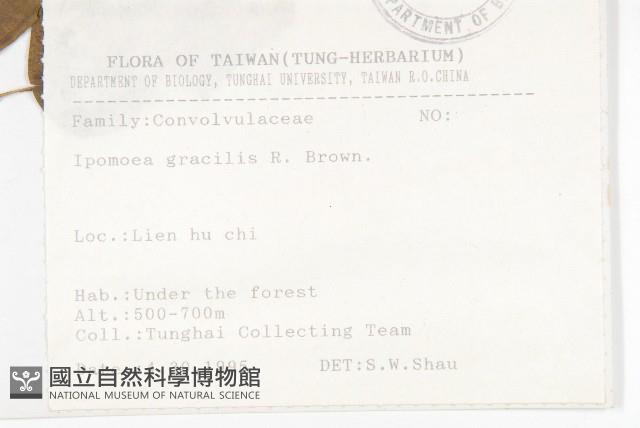 DEPARTMENT OF
FLORA OF TAIWAN(TUNG-HERBARIUM)
DEPARTMENT OF BIOLOGY, TUNGHAI UNIVERSITY, TAIWAN R.O.CHINA
Family:Convolvulaceae NO:
Ipomoea gracilis R. Brown.
Loc.:Lien hu chi
Hab.:Under the forest
Alt.:500-700m
Coll.:Tunghai Collecting Team
DET:S.W.Shau
國立自然科學博物館
NATIONAL MUSEUM OF NATURAL SCIENCE